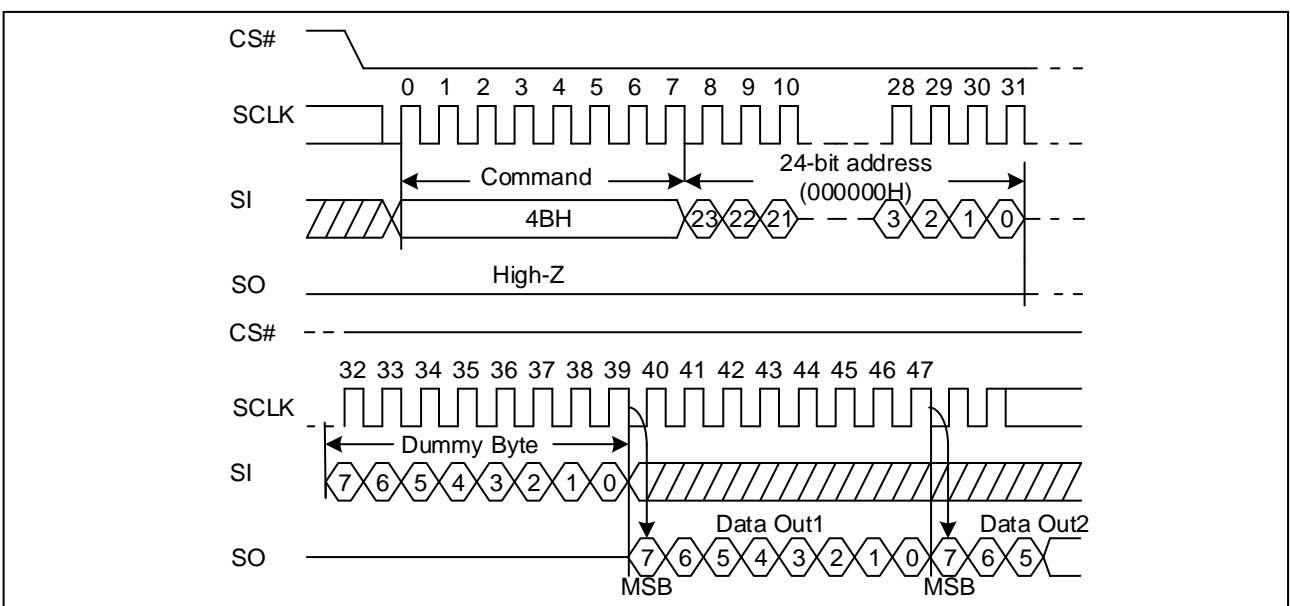 CS#
0 1 2 3 4 5 6 7 8 9 10 28 29 30 31
SCLK
Command 24-bit address
(000000H)
SI
4BH 23 22 21 3 2 1 0
High-Z
SO
CS#
32 33 34 35 36 37 38 39 40 41 42 43 44 45 46 47
SCLK
Dummy Byte
SI
7 6 5 4 3 2 1 0
Data Out1 Data Out2
SO
7 6 5 4 3 2 1 0 7 6 5
MSB MSB